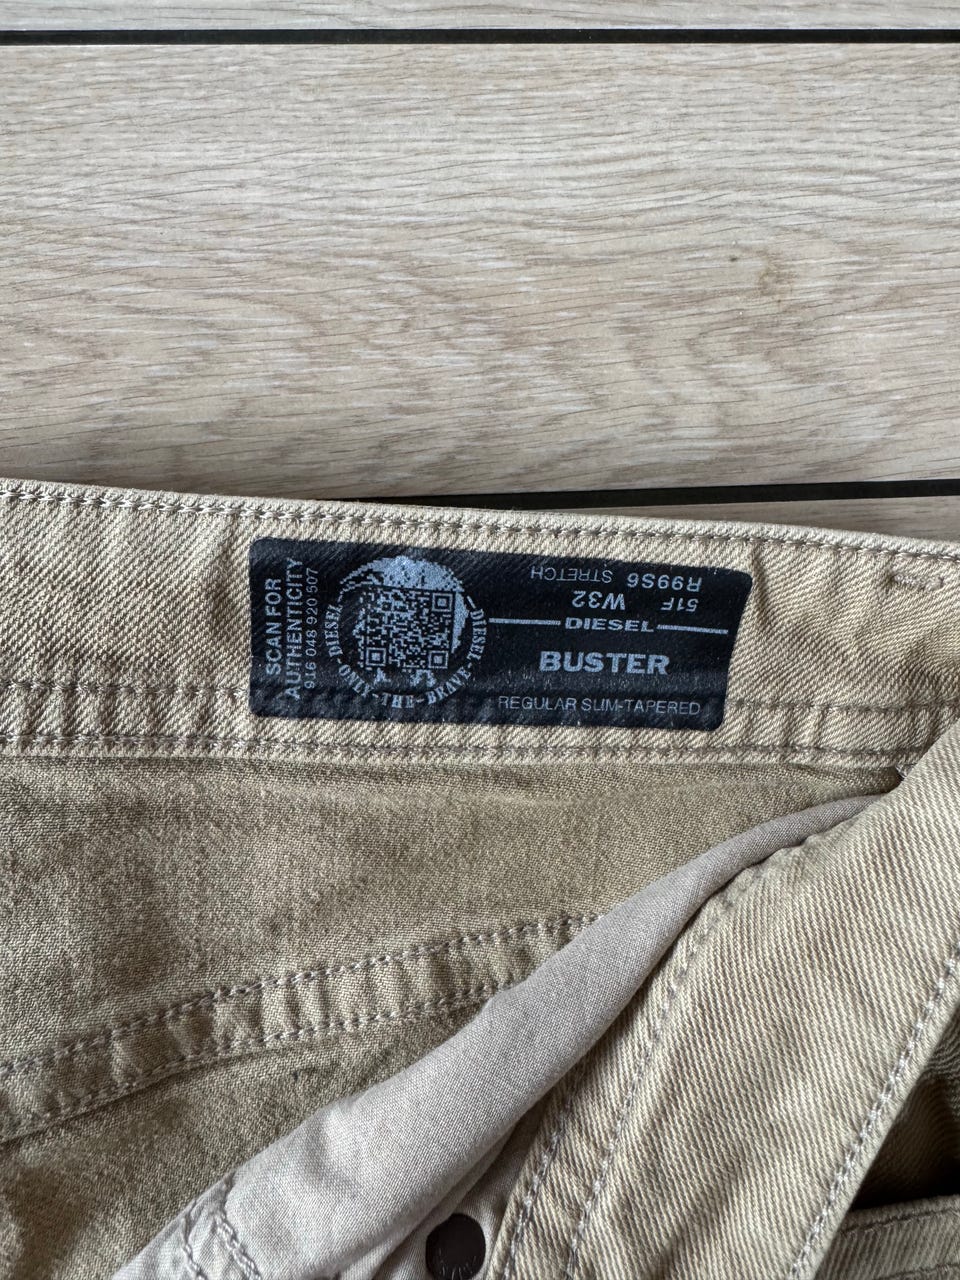 SCAN FOR
AUTHENTICITY
916 048 920 507
DIESEL - ONLY - THE - BRAVE - DIESEL
R99S6 STRETCH
51F W32
DIESEL
BUSTER
REGULAR SLIM-TAPERED